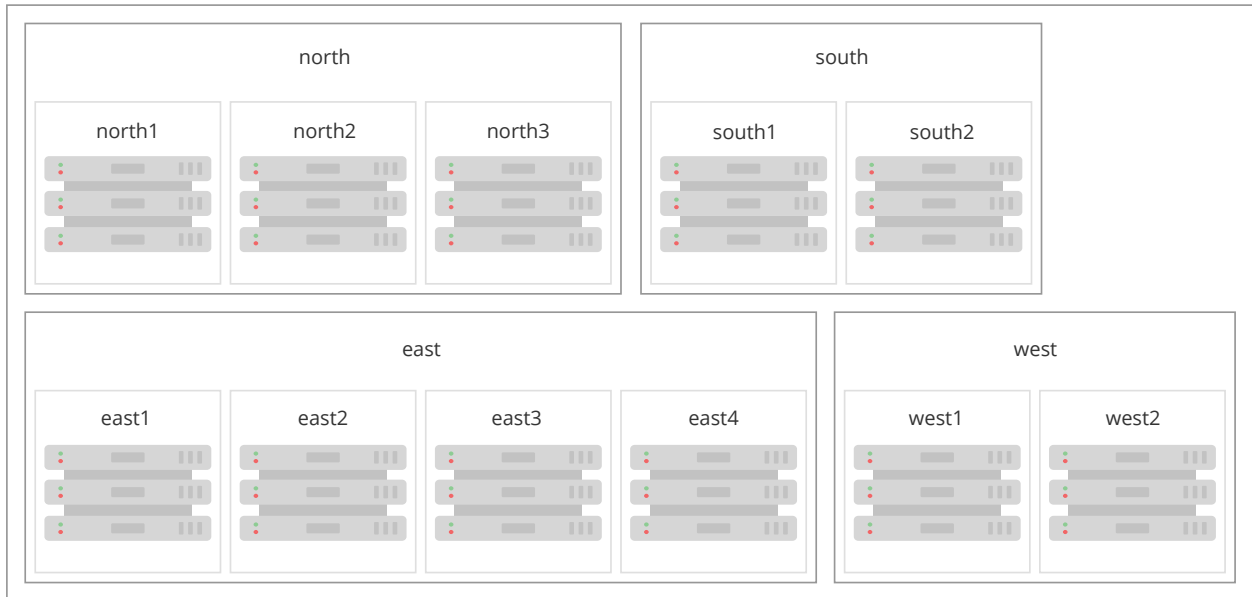 north
south
north1
north2
north3
south1
south2
east
west
east1
east2
east3
east4
west1
west2